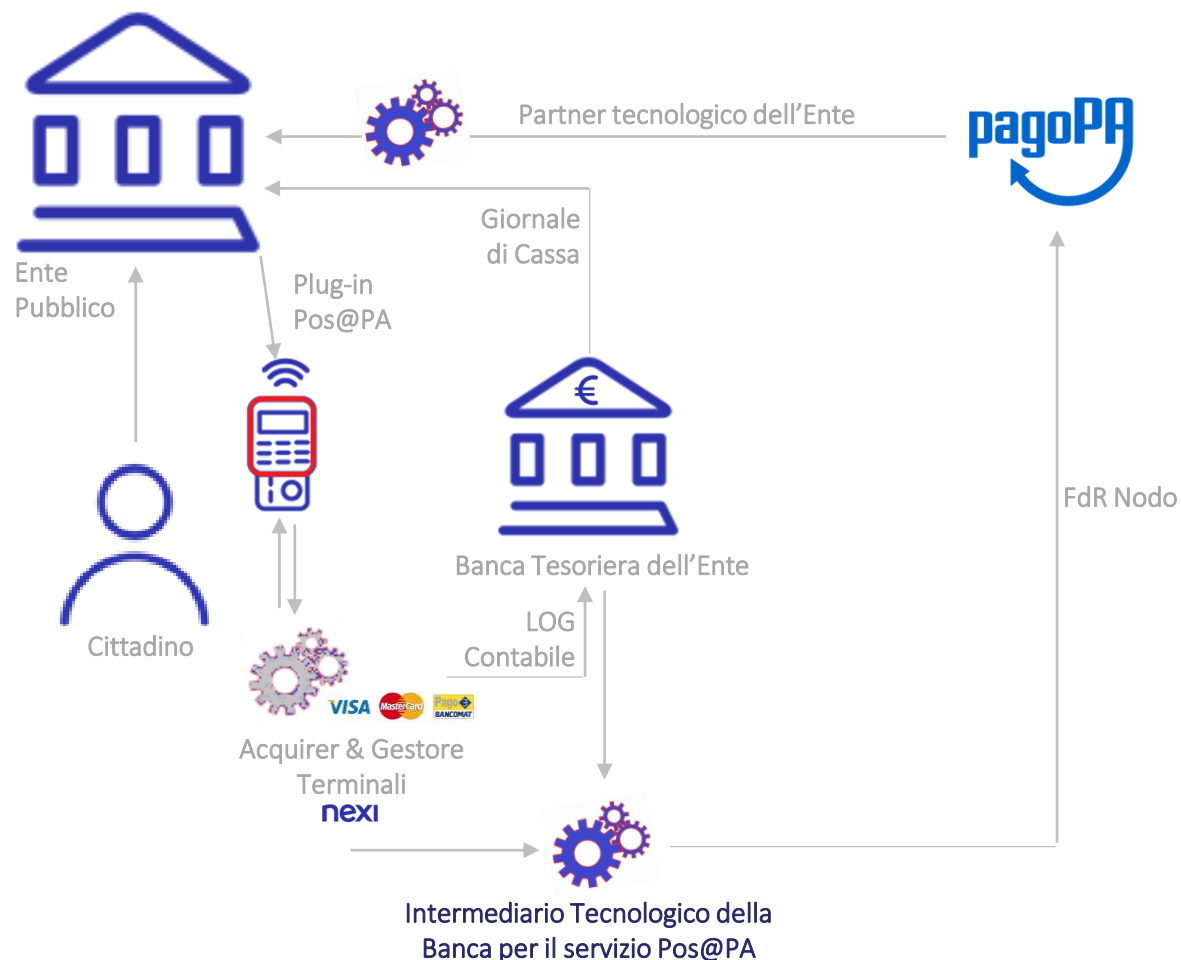 Partner tecnologico dell'Ente
pagoPA
Giornale
di Cassa
Ente
Pubblico
Plug-in
Pos@PA
€
FdR Nodo
Banca Tesoriera dell'Ente
Cittadino
LOG
Contabile
VISA
MasterCard
Pago
BANCOMAT
Acquirer & Gestore
Terminali
nexi
Intermediario Tecnologico della
Banca per il servizio Pos@PA